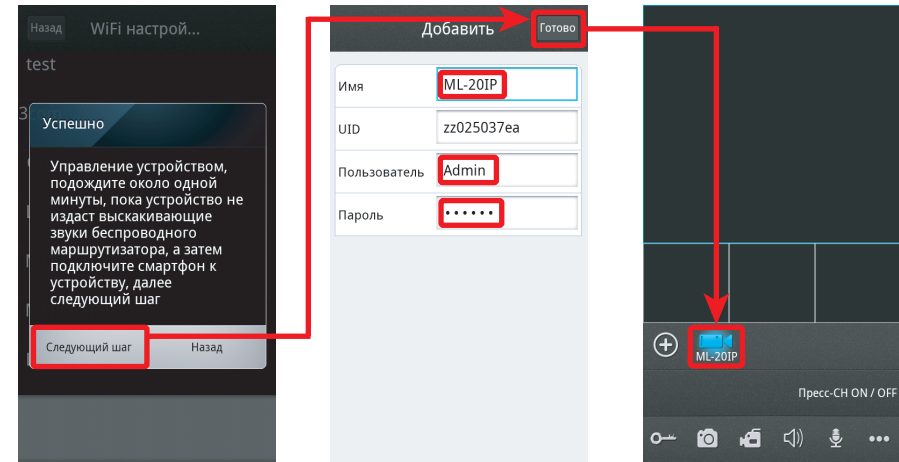 Назад WiFi настрой...
test
Успешно
Управление устройством,
подождите около одной
минуты, пока устройство не
издаст выскакивающие
звуки беспроводного
маршрутизатора, а затем
подключите смартфон к
устройству, далее
следующий шаг
Следующий шаг Назад
Добавить Готово
Имя ML-20IP
UID zz025037ea
Пользователь Admin
Пароль ••••••
ML-20IP
Пресс-CH ON / OFF